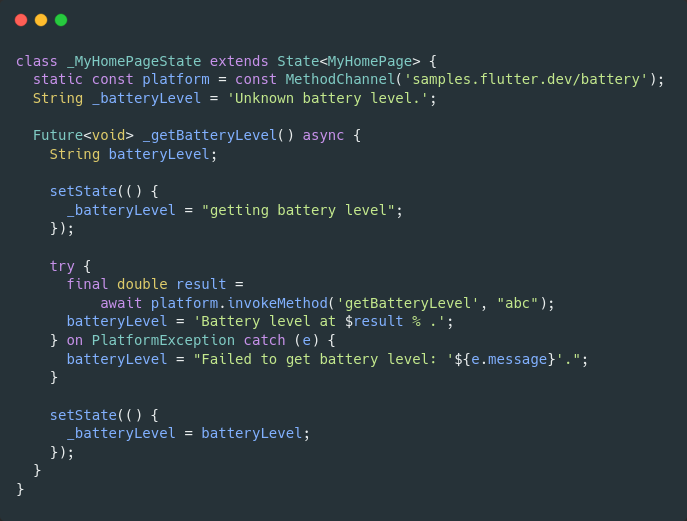 class _MyHomePageState extends State<MyHomePage> {
  static const platform = const MethodChannel('samples.flutter.dev/battery');
  String _batteryLevel = 'Unknown battery level.';

  Future<void> _getBatteryLevel() async {
    String batteryLevel;

    setState(() {
      _batteryLevel = "getting battery level";
    });

    try {
      final double result =
          await platform.invokeMethod('getBatteryLevel', "abc");
      batteryLevel = 'Battery level at $result % .';
    } on PlatformException catch (e) {
      batteryLevel = "Failed to get battery level: '${e.message}'.";
    }

    setState(() {
      _batteryLevel = batteryLevel;
    });
  }
}